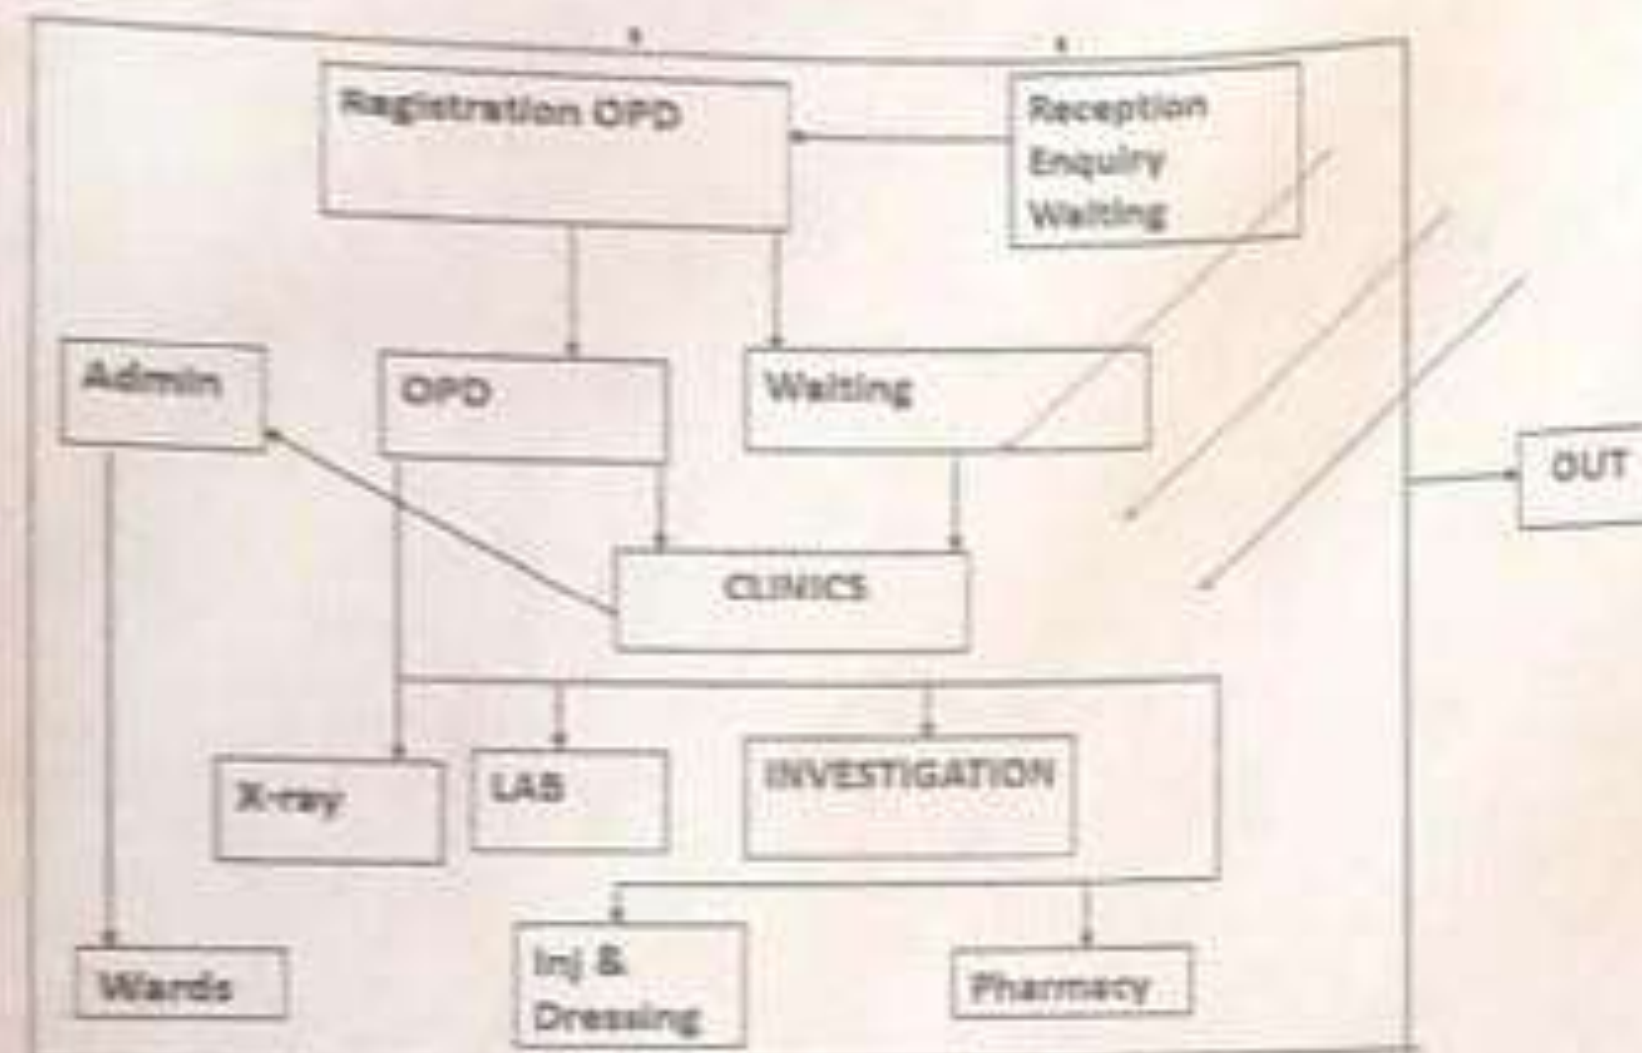 Registration OPD
Reception
Enquiry
Waiting
Admin
OPD
Waiting
OUT
CLINICS
X-ray
LAB
INVESTIGATION
Wards
Inj &
Dressing
Pharmacy